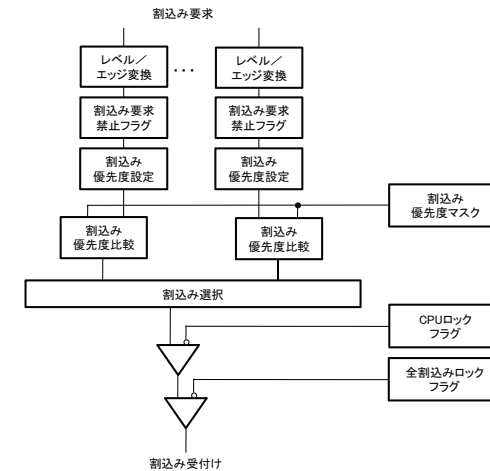 割込み要求
レベル／
エッジ変換
...
レベル／
エッジ変換
割込み要求
禁止フラグ
割込み要求
禁止フラグ
割込み
優先度設定
割込み
優先度設定
割込み
優先度マスク
割込み
優先度比較
割込み
優先度比較
割込み選択
CPUロック
フラグ
全割込みロック
フラグ
割込み受付け